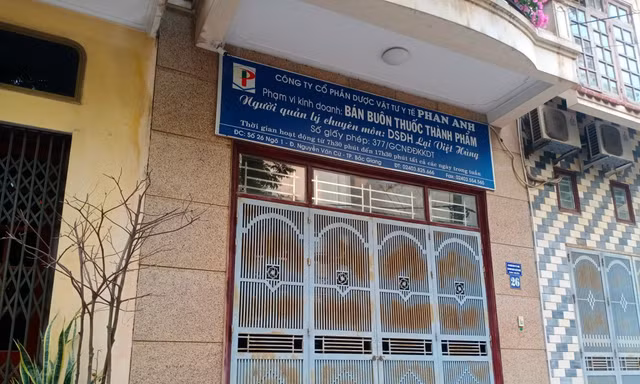 CÔNG TY CỔ PHẦN DƯỢC VẬT TƯ Y TẾ PHAN ANH
Phạm vi kinh doanh: BÁN BUÔN THUỐC THÀNH PHẨM
Người quản lý chuyên môn: DSĐH Lại Việt Hùng
Số giấy phép: 377/GCNĐĐKKDT
Thời gian hoạt động từ 7h30 phút đến 17h30 phút tất cả các ngày trong tuần
ĐC: Số 26 Ngõ 1 - Đ. Nguyễn Văn Cừ - TP. Bắc Giang
26